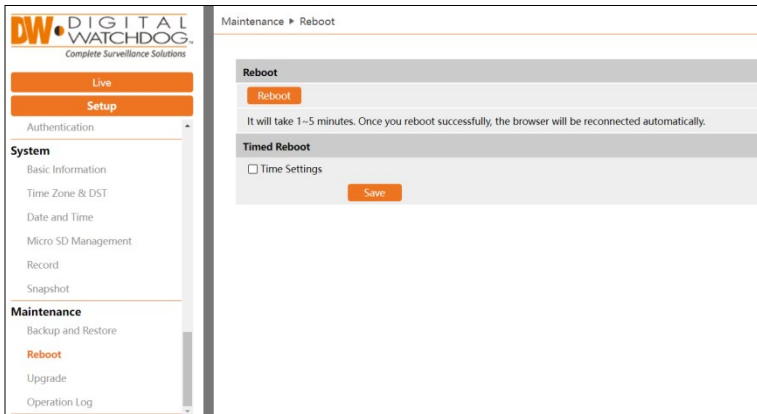 DW DIGITAL
WATCHDOG™
Complete Surveillance Solutions
Live
Setup
Authentication
System
Basic Information
Time Zone & DST
Date and Time
Micro SD Management
Record
Snapshot
Maintenance
Backup and Restore
Reboot
Upgrade
Operation Log
Maintenance ▶ Reboot
Reboot
Reboot
It will take 1~5 minutes. Once you reboot successfully, the browser will be reconnected automatically.
Timed Reboot
Time Settings
Save